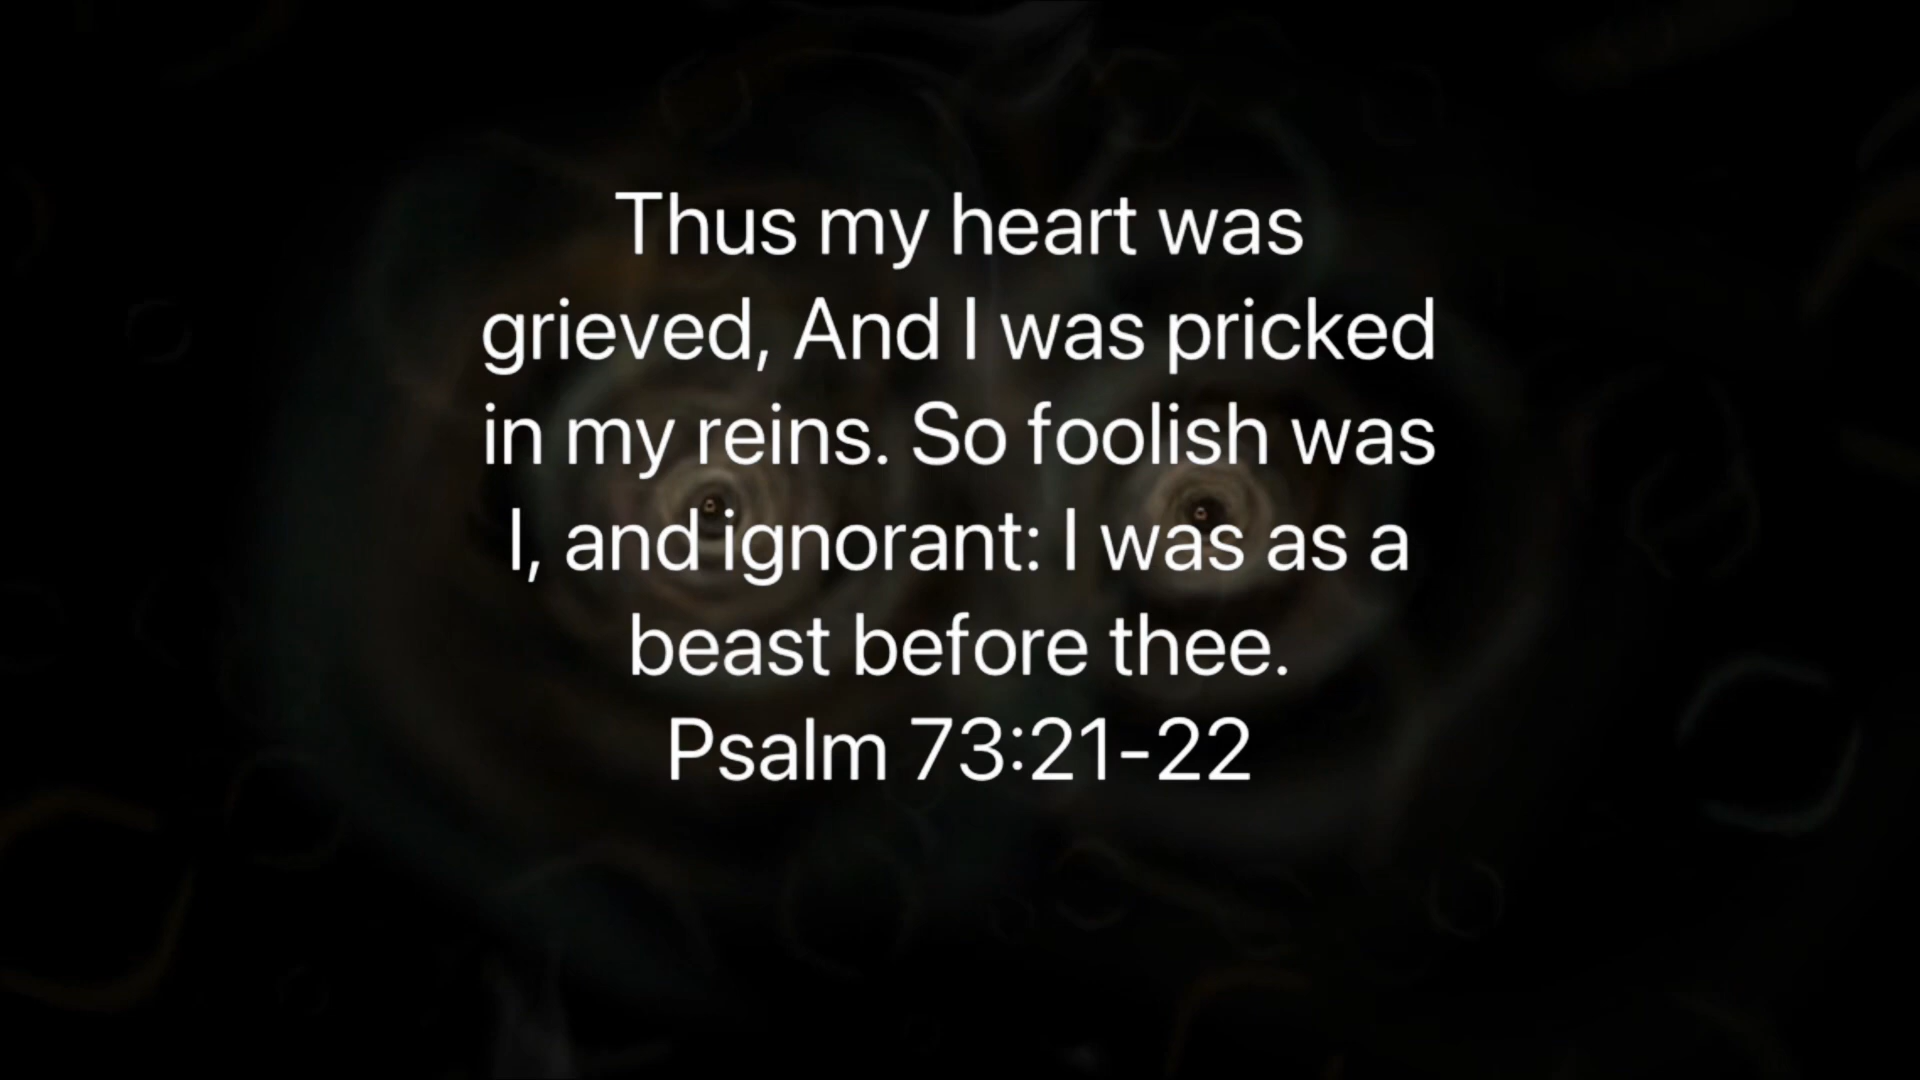 Thus my heart was
grieved, And I was pricked
in my reins. So foolish was
I, and ignorant: I was as a
beast before thee.
Psalm 73:21-22